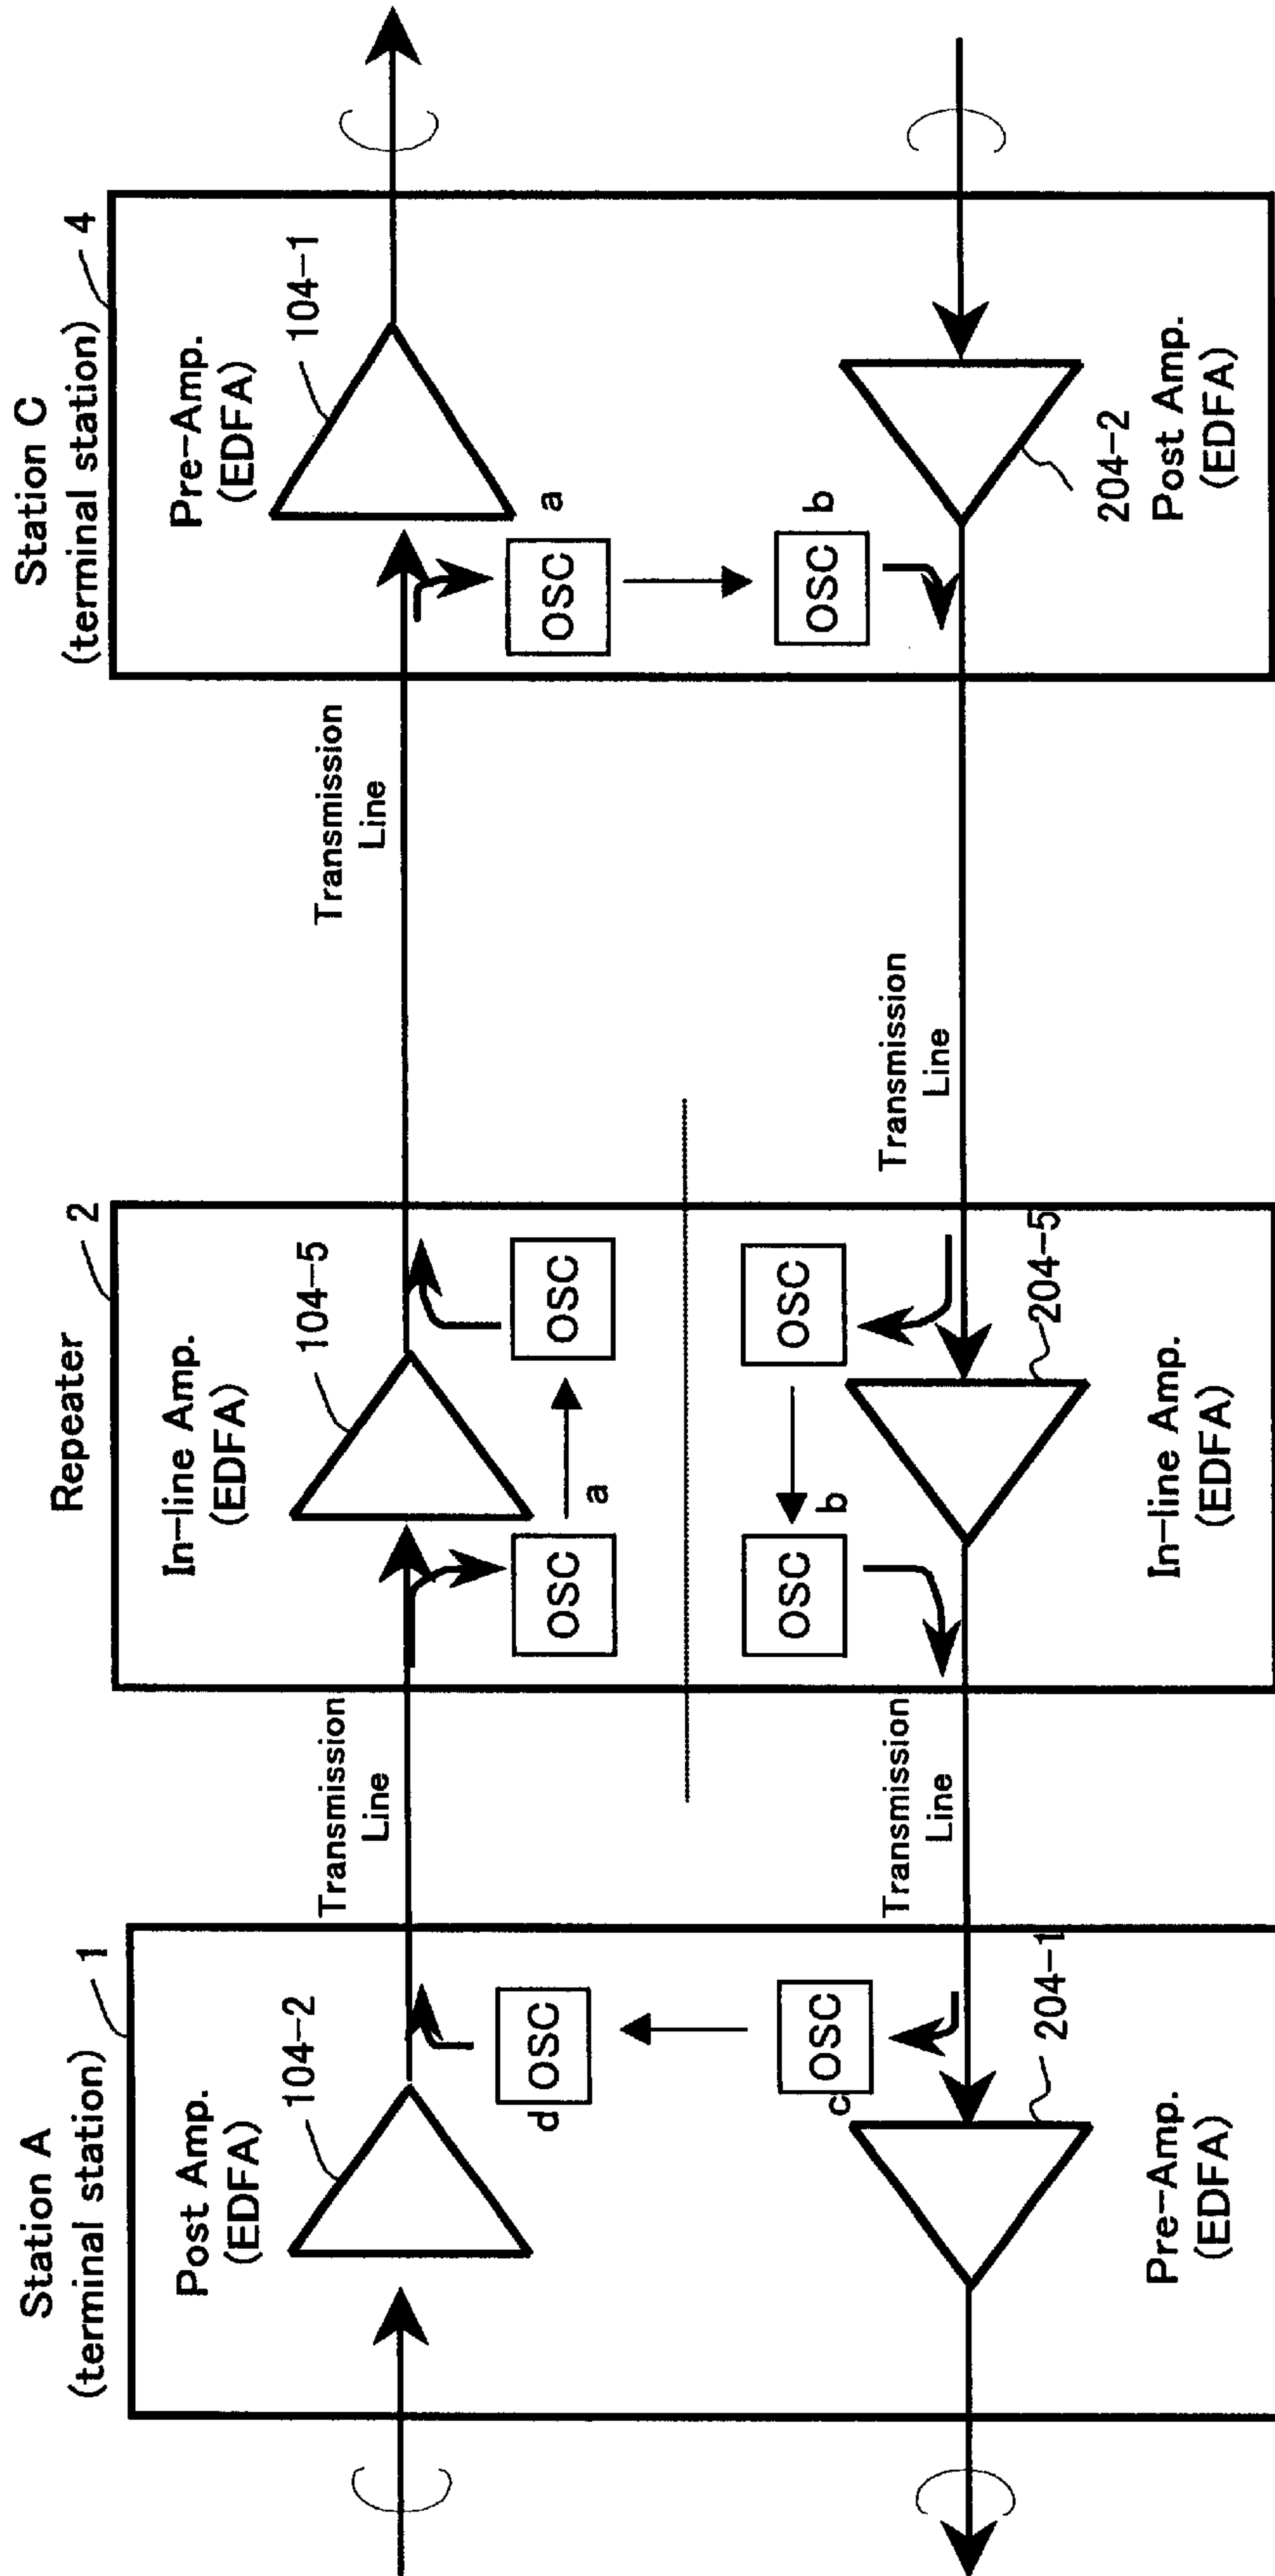 Station A
(terminal station)
1
Post Amp.
(EDFA)
104-2
OSC
d
OSC
c
204-1
Pre-Amp.
(EDFA)
Transmission
Line
Transmission
Line
Repeater
2
In-line Amp.
(EDFA)
104-5
OSC
a
OSC
OSC
b
OSC
204-5
In-line Amp.
(EDFA)
Transmission
Line
Transmission
Line
Station C
(terminal station)
4
Pre-Amp.
(EDFA)
104-1
OSC
a
OSC
b
204-2
Post Amp.
(EDFA)